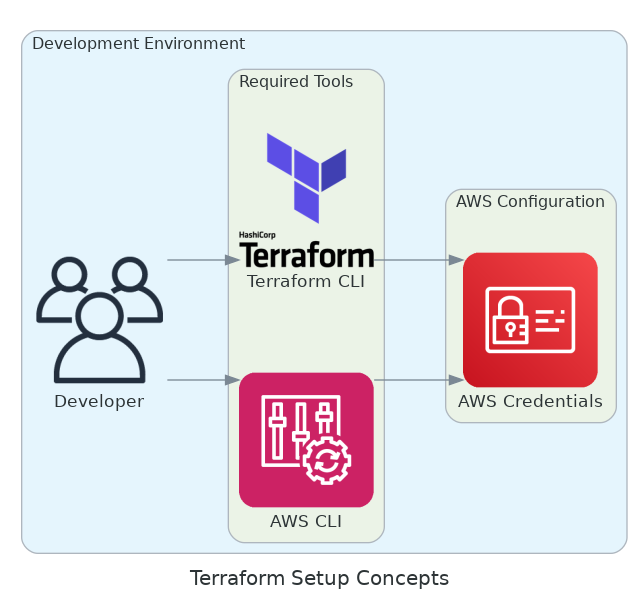 Development Environment
Required Tools
HashiCorp
Terraform
Terraform CLI
AWS Configuration
Developer
AWS Credentials
AWS CLI
Terraform Setup Concepts